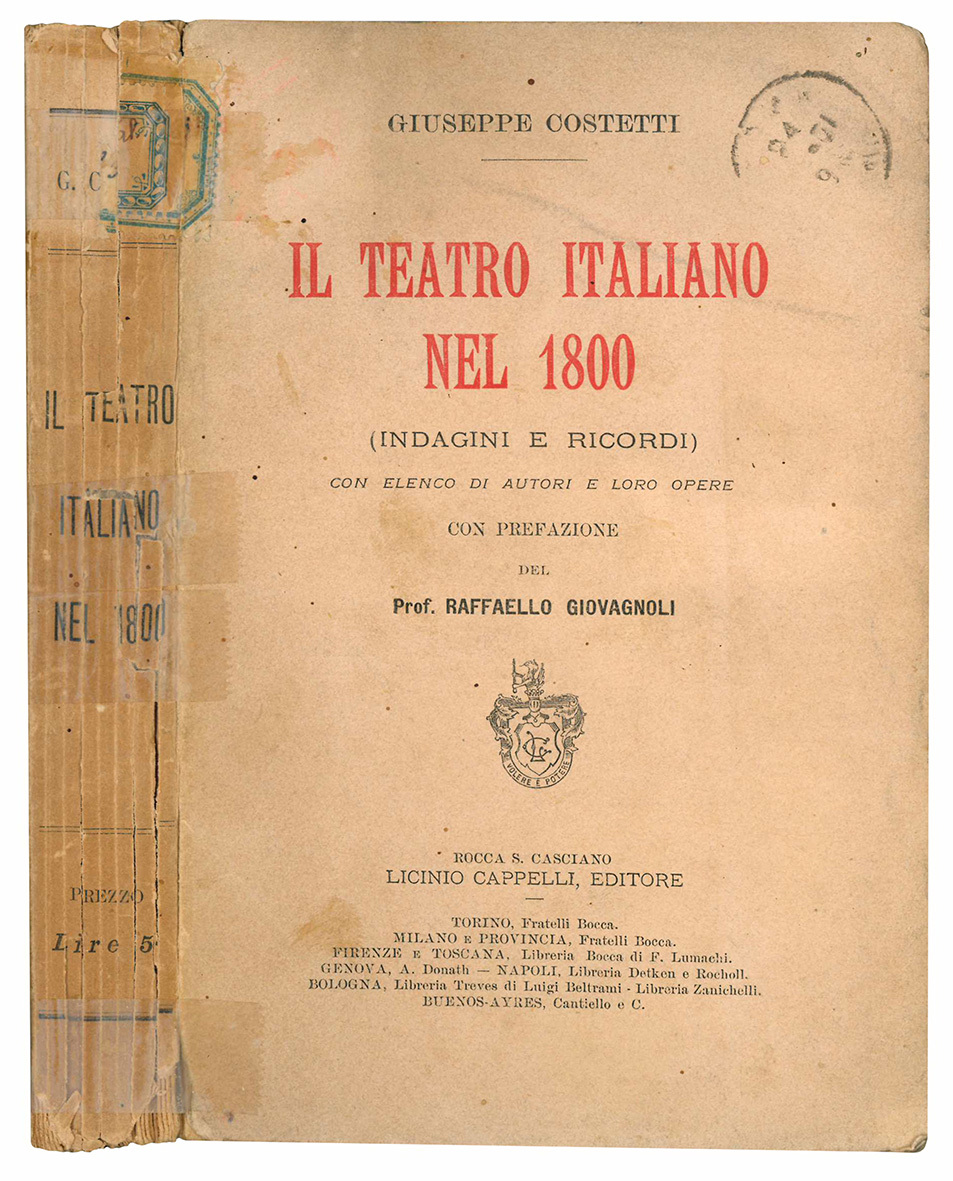 G. C
IL TEATRO
ITALIANO
NEL 1800
PREZZO
Lire 5
GIUSEPPE COSTETTI
IL TEATRO ITALIANO
NEL 1800
(INDAGINI E RICORDI)
CON ELENCO DI AUTORI E LORO OPERE
CON PREFAZIONE
DEL
Prof. RAFFAELLO GIOVAGNOLI
VOLERE È POTERE
ROCCA S. CASCIANO
LICINIO CAPPELLI, EDITORE
TORINO, Fratelli Bocca.
MILANO E PROVINCIA, Fratelli Bocca.
FIRENZE E TOSCANA, Libreria Bocca di F. Lumachi.
GENOVA, A. Donath — NAPOLI, Libreria Detken e Rocholl.
BOLOGNA, Libreria Treves di Luigi Beltrami - Libreria Zanichelli.
BUENOS-AYRES, Cantiello e C.